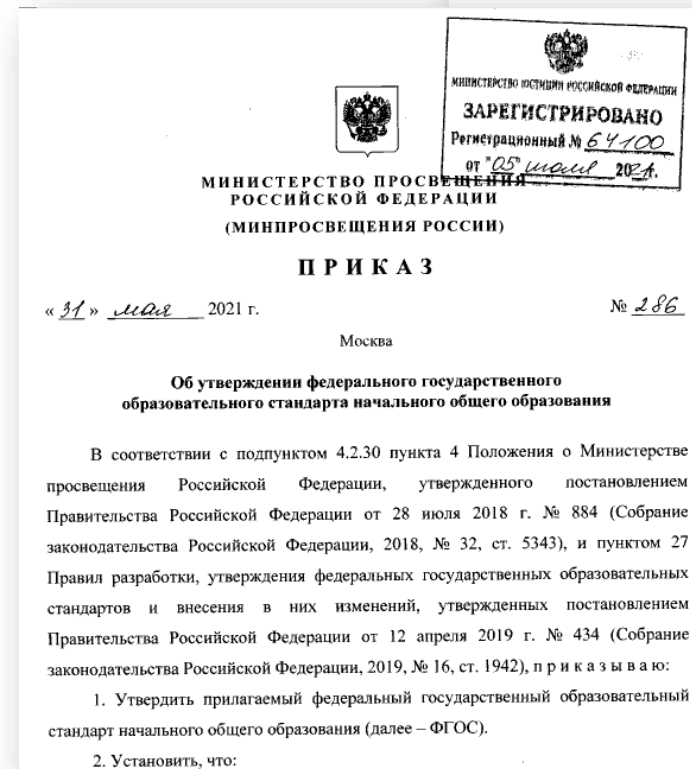 МИНИСТЕРСТВО ЮСТИЦИИ РОССИЙСКОЙ ФЕДЕРАЦИИ
ЗАРЕГИСТРИРОВАНО
Регистрационный № 64100
от "05" июля 2021.
МИНИСТЕРСТВО ПРОСВЕЩЕНИЯ
РОССИЙСКОЙ ФЕДЕРАЦИИ
(МИНПРОСВЕЩЕНИЯ РОССИИ)
ПРИКАЗ
« 31 » мая 2021 г. № 286
Москва
Об утверждении федерального государственного
образовательного стандарта начального общего образования
В соответствии с подпунктом 4.2.30 пункта 4 Положения о Министерстве
просвещения Российской Федерации, утвержденного постановлением
Правительства Российской Федерации от 28 июля 2018 г. № 884 (Собрание
законодательства Российской Федерации, 2018, № 32, ст. 5343), и пунктом 27
Правил разработки, утверждения федеральных государственных образовательных
стандартов и внесения в них изменений, утвержденных постановлением
Правительства Российской Федерации от 12 апреля 2019 г. № 434 (Собрание
законодательства Российской Федерации, 2019, № 16, ст. 1942), п р и к а з ы в а ю:
1. Утвердить прилагаемый федеральный государственный образовательный
стандарт начального общего образования (далее – ФГОС).
2. Установить, что: